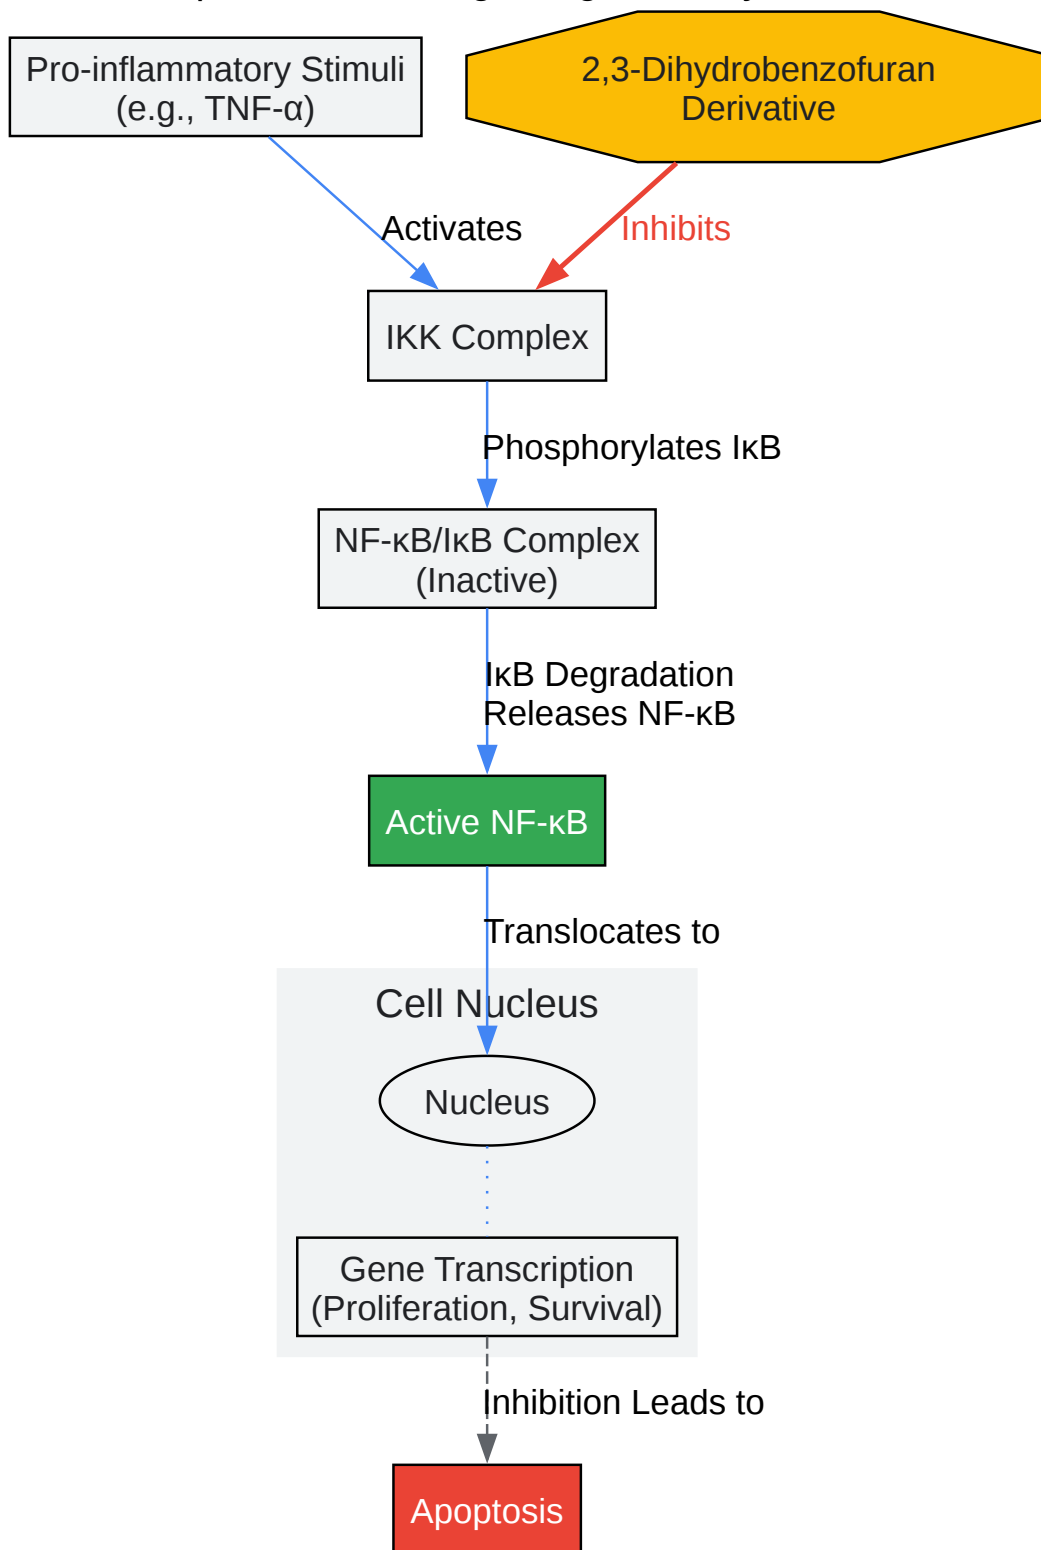 Pro-inflammatory Stimuli
(e.g., TNF-α)
2,3-Dihydrobenzofuran
Derivative
Activates
Inhibits
IKK Complex
Phosphorylates IκB
NF-κB/IκB Complex
(Inactive)
IκB Degradation
Releases NF-κB
Active NF-κB
Translocates to
Cell Nucleus
Nucleus
Gene Transcription
(Proliferation, Survival)
Inhibition Leads to
Apoptosis